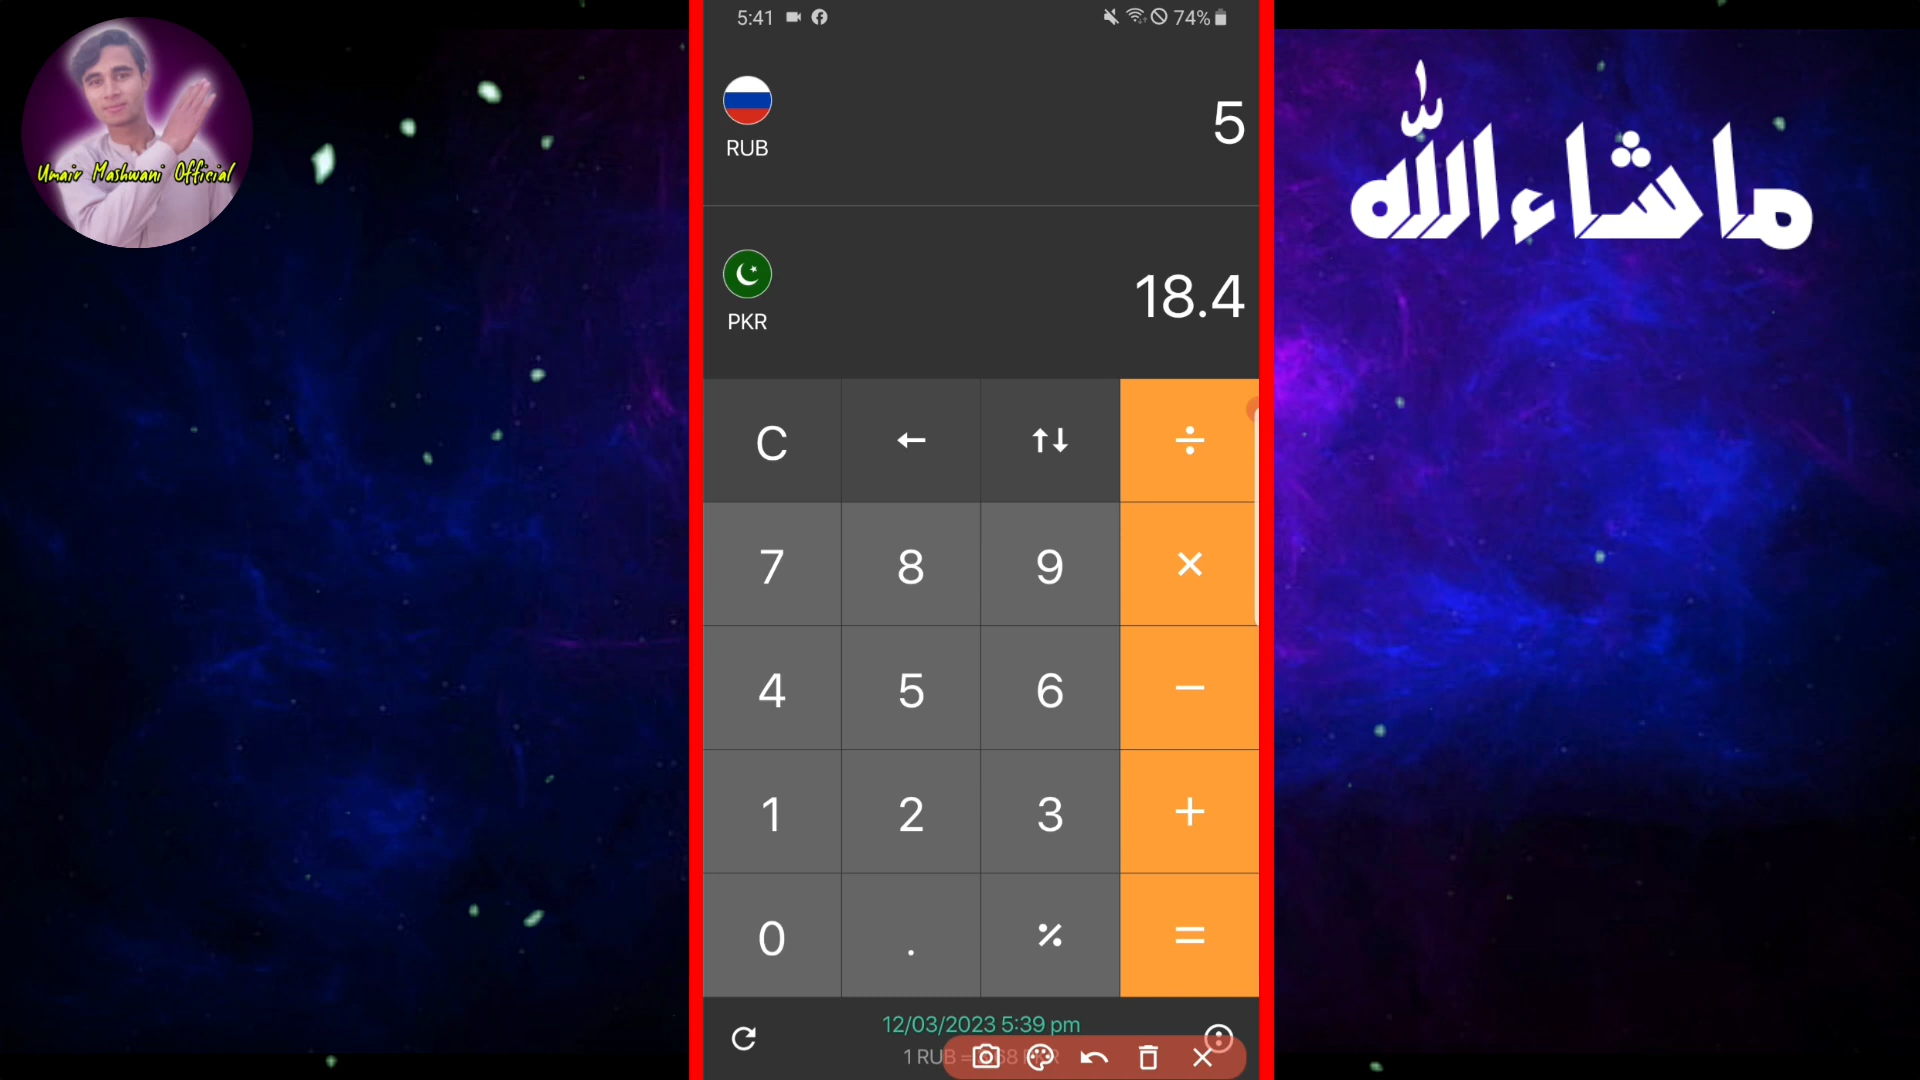 Umair Mashwani Official
5:41
74%
RUB
5
PKR
18.4
C ← ↑↓ ÷
7 8 9 ×
4 5 6 −
1 2 3 +
0 . % =
12/03/2023 5:39 pm
1 RUB =
ماشاءالله